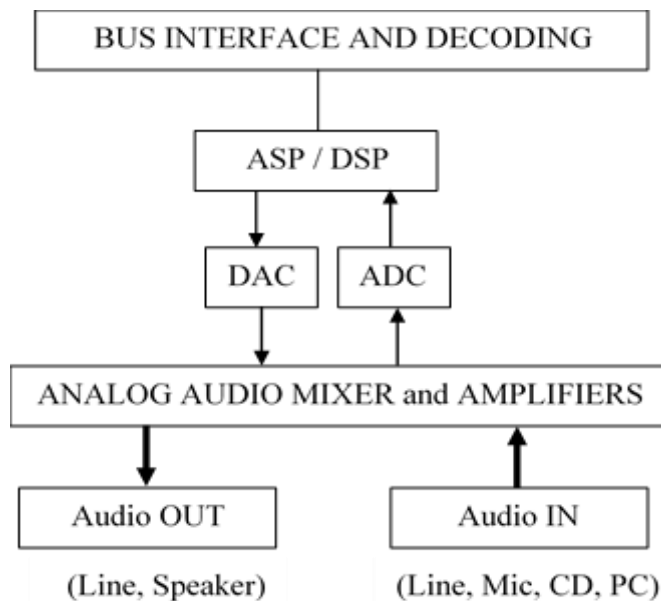 BUS INTERFACE AND DECODING
ASP / DSP
DAC
ADC
ANALOG AUDIO MIXER and AMPLIFIERS
Audio OUT
Audio IN
(Line, Speaker)
(Line, Mic, CD, PC)